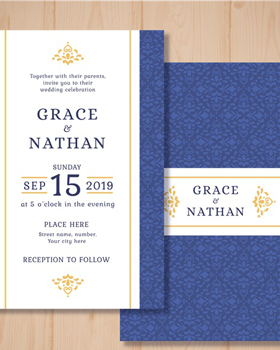 Together with their parents,
invite you to their
wedding celebration
GRACE
&
NATHAN
SUNDAY
SEP 15 2019
at 5 o'clock in the evening
PLACE HERE
Street name, number.
Your city here
RECEPTION TO FOLLOW
GRACE
&
NATHAN